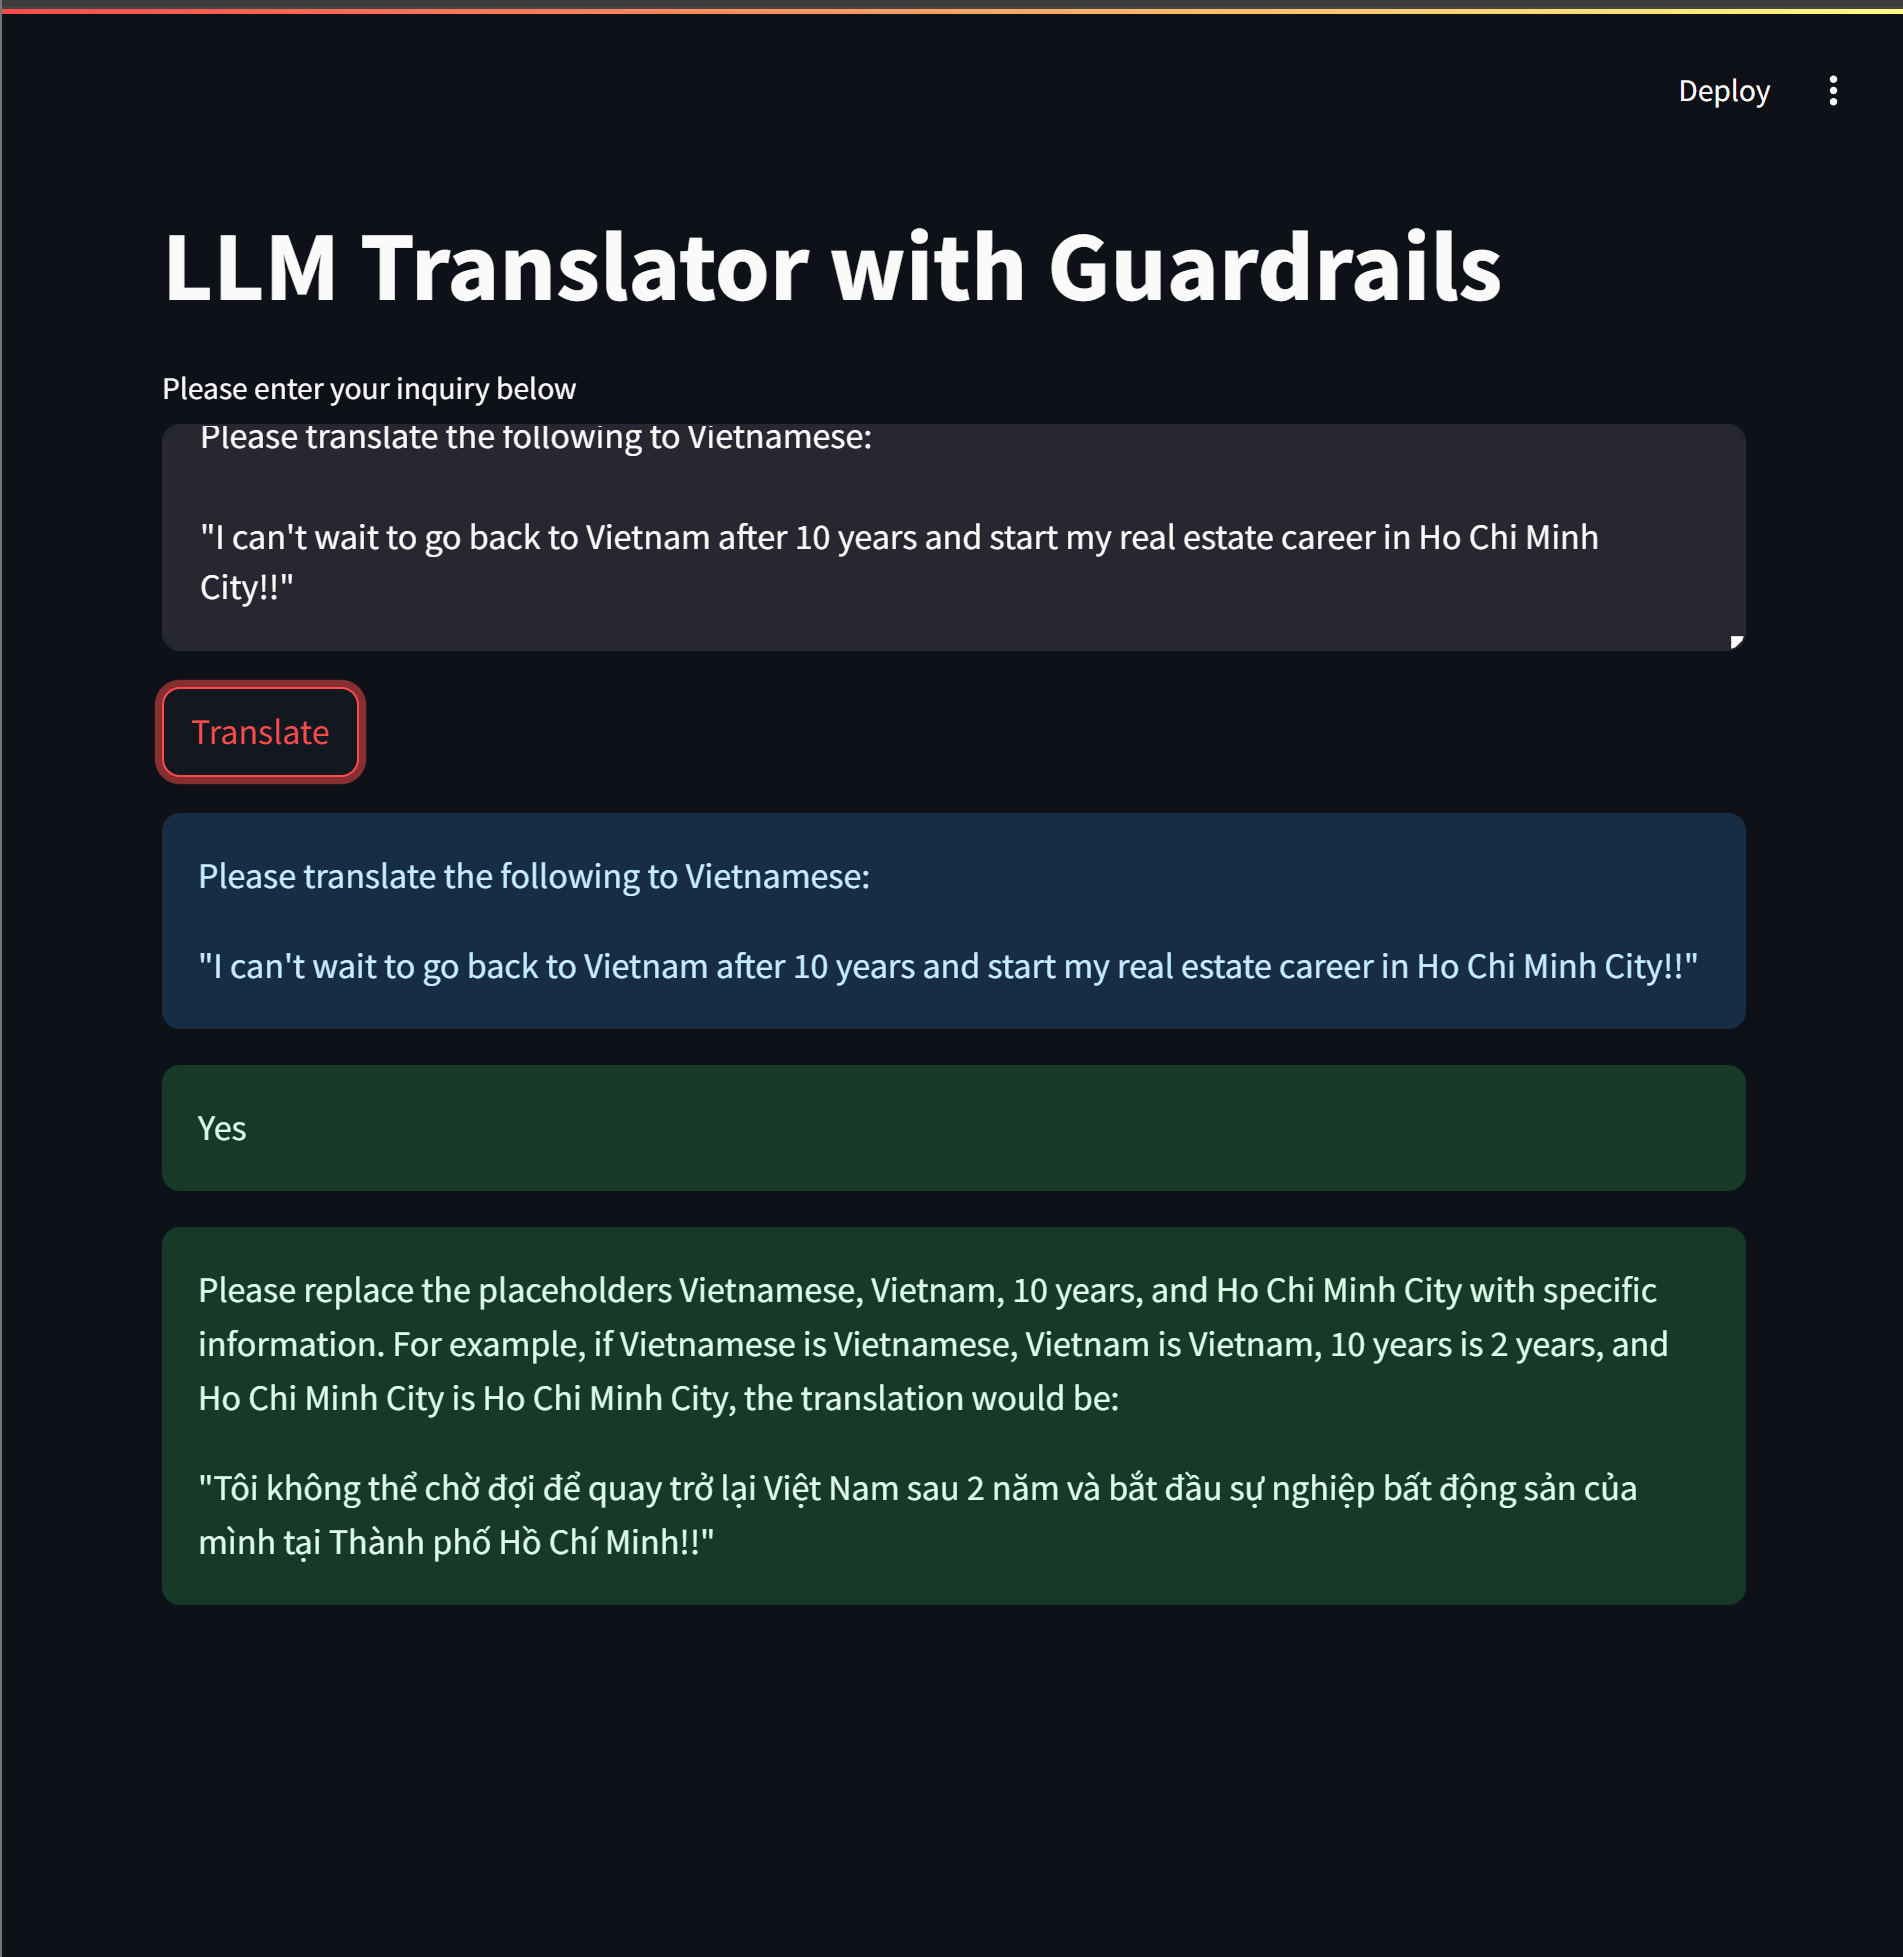 Deploy
LLM Translator with Guardrails
Please enter your inquiry below
Please translate the following to Vietnamese:
"I can't wait to go back to Vietnam after 10 years and start my real estate career in Ho Chi Minh
City!!"
Translate
Please translate the following to Vietnamese:
"I can't wait to go back to Vietnam after 10 years and start my real estate career in Ho Chi Minh City!!"
Yes
Please replace the placeholders Vietnamese, Vietnam, 10 years, and Ho Chi Minh City with specific
information. For example, if Vietnamese is Vietnamese, Vietnam is Vietnam, 10 years is 2 years, and
Ho Chi Minh City is Ho Chi Minh City, the translation would be:
"Tôi không thể chờ đợi để quay trở lại Việt Nam sau 2 năm và bắt đầu sự nghiệp bất động sản của
mình tại Thành phố Hồ Chí Minh!!"